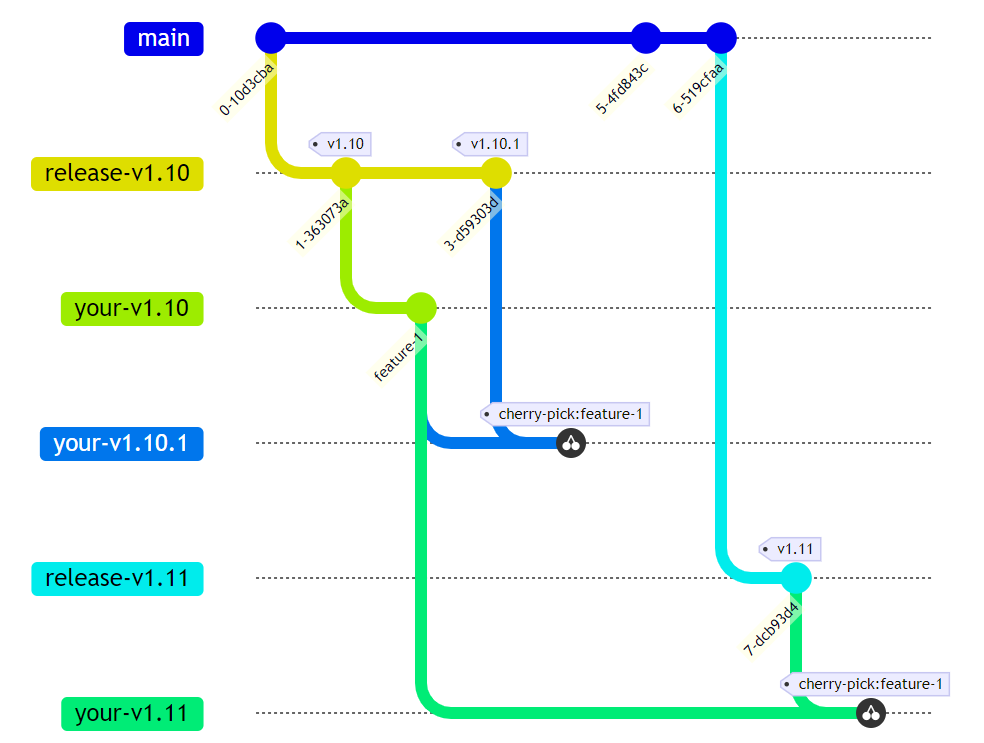 main
0-10d3cba
5-4fd843c
6-519cfaa
release-v1.10
v1.10
v1.10.1
1-363073a
3-d59303d
your-v1.10
feature-1
your-v1.10.1
cherry-pick:feature-1
release-v1.11
v1.11
7-dcb93d4
your-v1.11
cherry-pick:feature-1